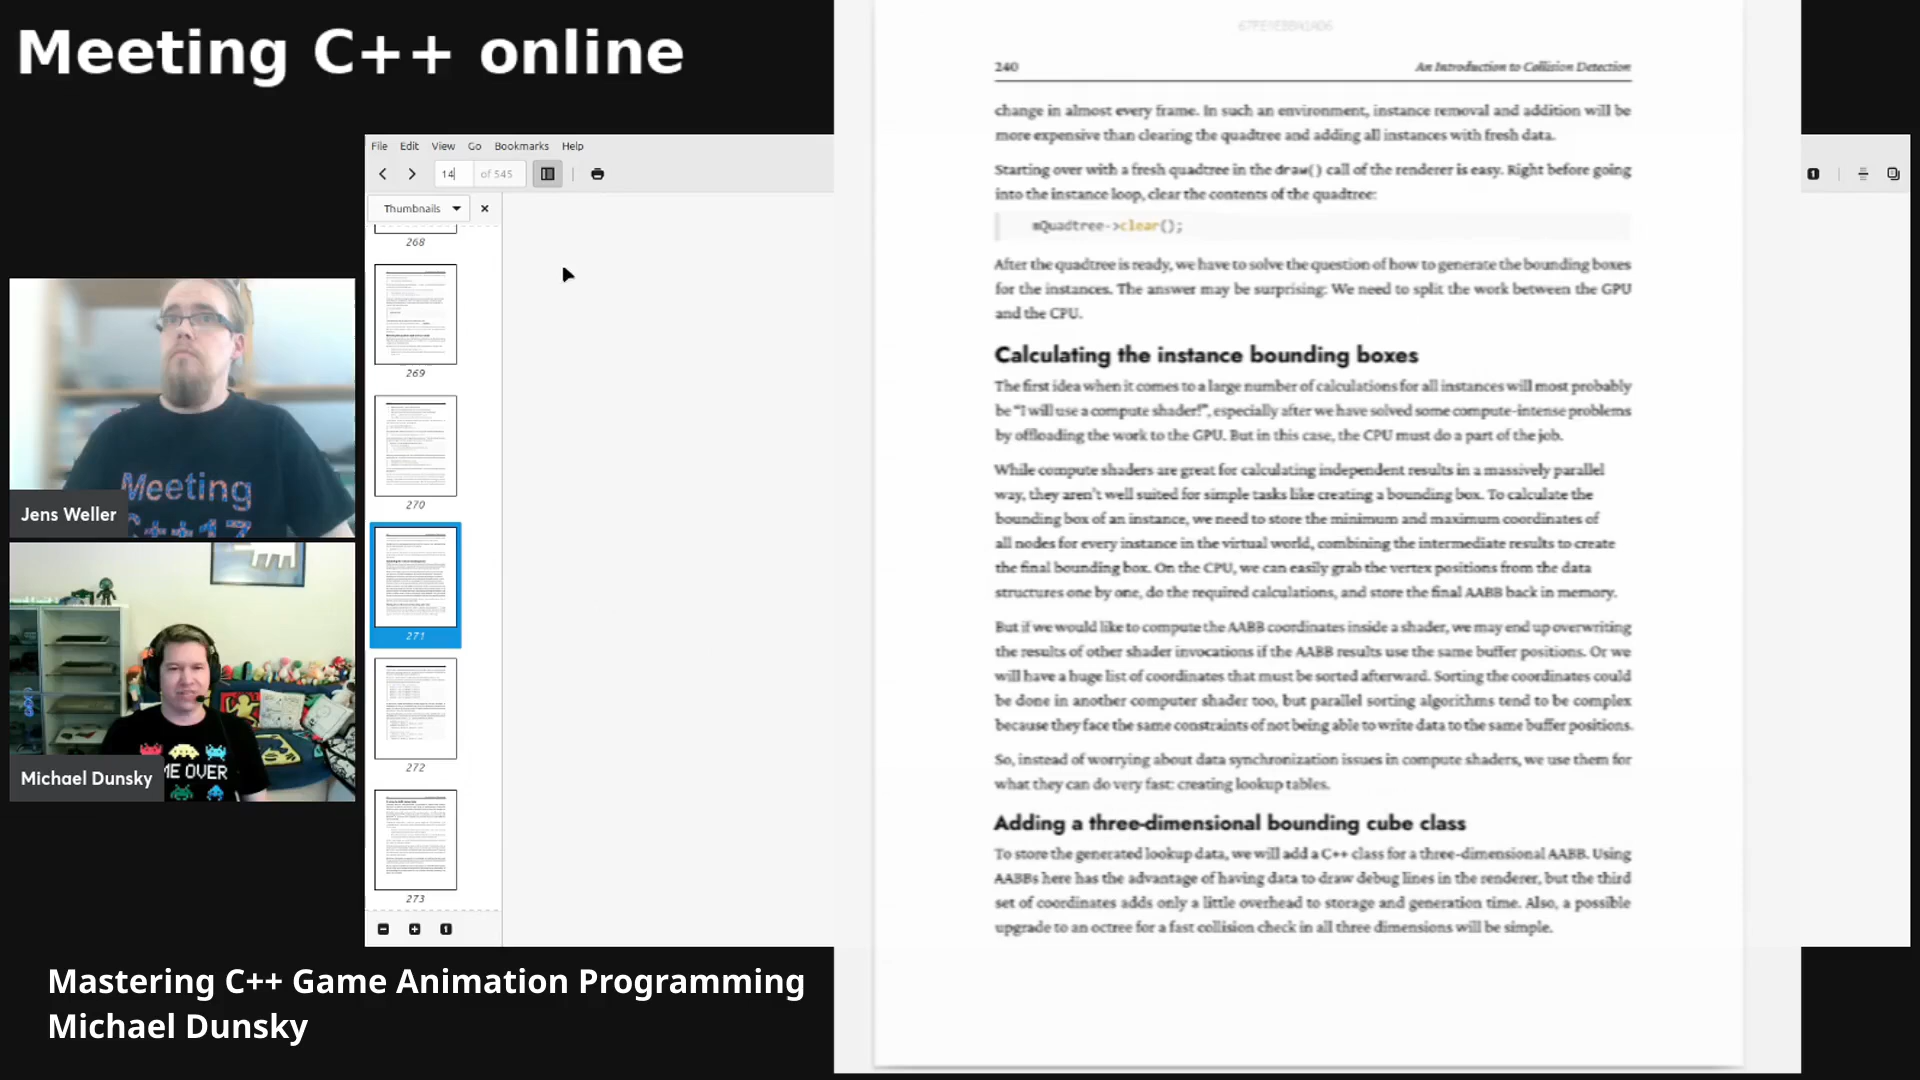 Meeting C++ online
File Edit View Go Bookmarks Help
14 of 545
Thumbnails
268
269
270
271
272
273
Jens Weller
Meeting
C++17
Michael Dunsky
ME OVER
Mastering C++ Game Animation Programming
Michael Dunsky
240 An Introduction to Collision Detection
change in almost every frame. In such an environment, instance removal and addition will be
more expensive than clearing the quadtree and adding all instances with fresh data.
Starting over with a fresh quadtree in the draw() call of the renderer is easy. Right before going
into the instance loop, clear the contents of the quadtree:
mQuadtree->clear();
After the quadtree is ready, we have to solve the question of how to generate the bounding boxes
for the instances. The answer may be surprising: We need to split the work between the GPU
and the CPU.
Calculating the instance bounding boxes
The first idea when it comes to a large number of calculations for all instances will most probably
be “I will use a compute shader!”, especially after we have solved some compute-intense problems
by offloading the work to the GPU. But in this case, the CPU must do a part of the job.
While compute shaders are great for calculating independent results in a massively parallel
way, they aren’t well suited for simple tasks like creating a bounding box. To calculate the
bounding box of an instance, we need to store the minimum and maximum coordinates of
all nodes for every instance in the virtual world, combining the intermediate results to create
the final bounding box. On the CPU, we can easily grab the vertex positions from the data
structures one by one, do the required calculations, and store the final AABB back in memory.
But if we would like to compute the AABB coordinates inside a shader, we may end up overwriting
the results of other shader invocations if the AABB results use the same buffer positions. Or we
will have a huge list of coordinates that must be sorted afterward. Sorting the coordinates could
be done in another computer shader too, but parallel sorting algorithms tend to be complex
because they face the same constraints of not being able to write data to the same buffer positions.
So, instead of worrying about data synchronization issues in compute shaders, we use them for
what they can do very fast: creating lookup tables.
Adding a three-dimensional bounding cube class
To store the generated lookup data, we will add a C++ class for a three-dimensional AABB. Using
AABBs here has the advantage of having data to draw debug lines in the renderer, but the third
set of coordinates adds only a little overhead to storage and generation time. Also, a possible
upgrade to an octree for a fast collision check in all three dimensions will be simple.